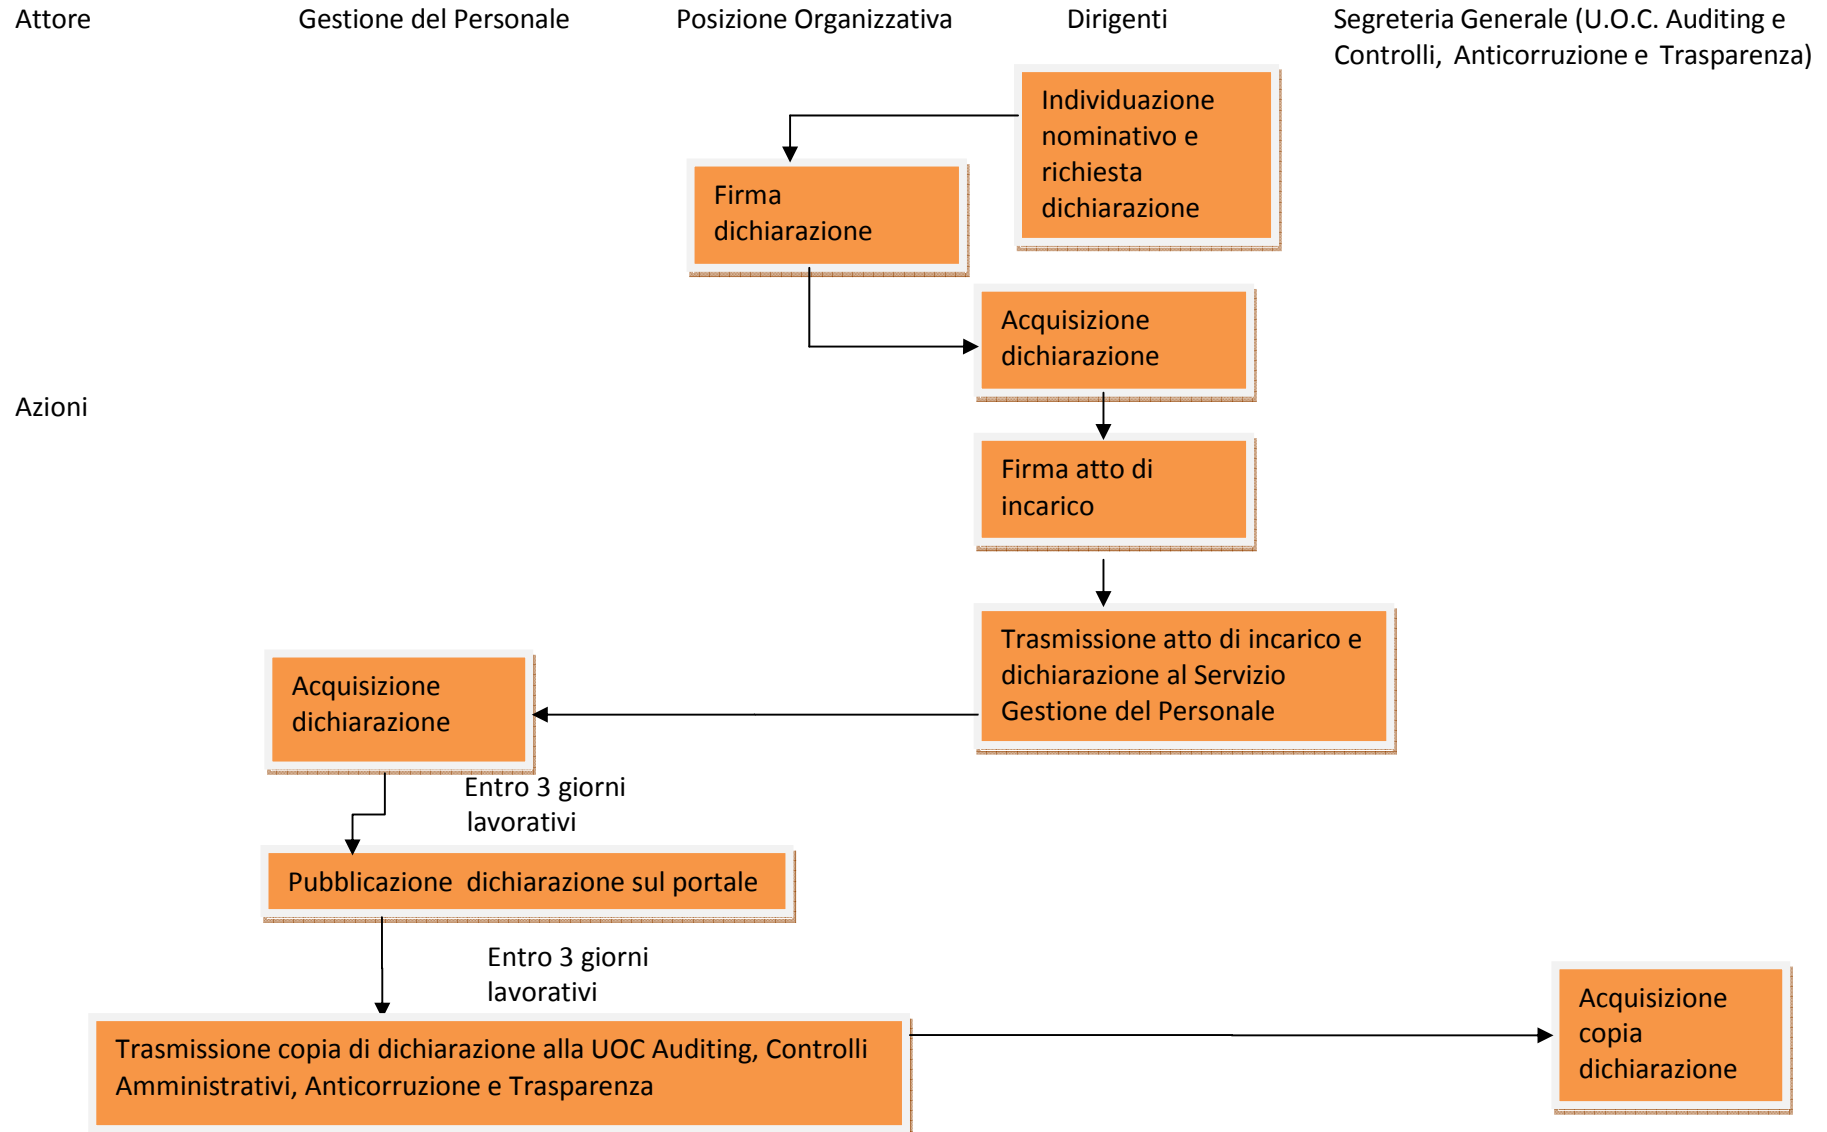 Attore
Gestione del Personale
Posizione Organizzativa
Dirigenti
Segreteria Generale (U.O.C. Auditing e
Controlli, Anticorruzione e Trasparenza)
Individuazione
nominativo e
richiesta
dichiarazione
Firma
dichiarazione
Acquisizione
dichiarazione
Azioni
Firma atto di
incarico
Trasmissione atto di incarico e
dichiarazione al Servizio
Gestione del Personale
Acquisizione
dichiarazione
Entro 3 giorni
lavorativi
Pubblicazione dichiarazione sul portale
Entro 3 giorni
lavorativi
Trasmissione copia di dichiarazione alla UOC Auditing, Controlli
Amministrativi, Anticorruzione e Trasparenza
Acquisizione
copia
dichiarazione